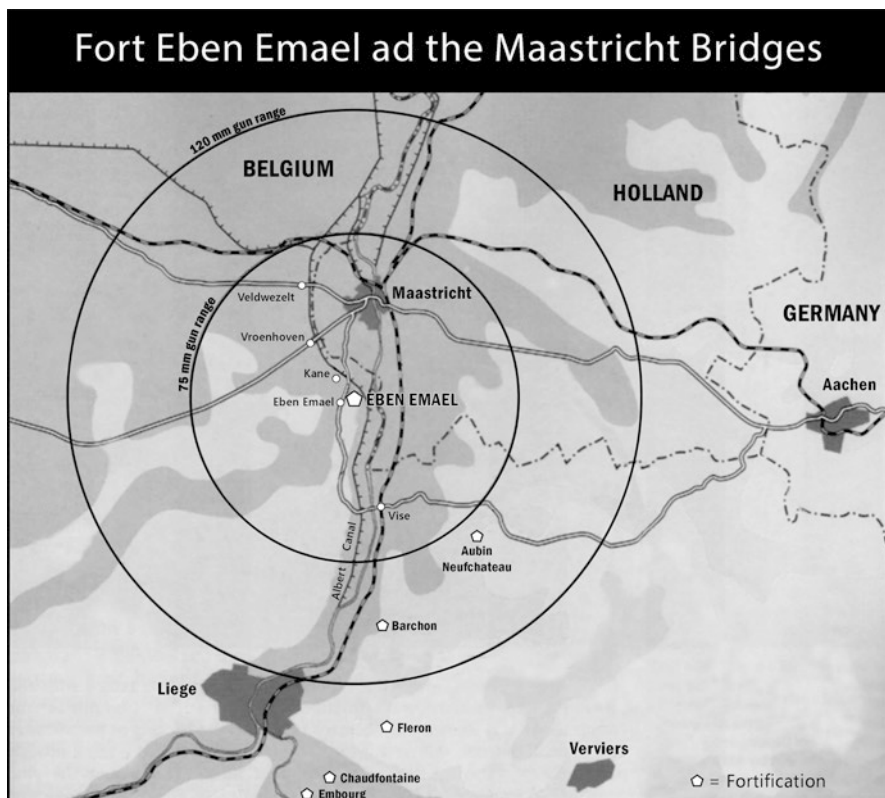 Fort Eben Emael ad the Maastricht Bridges
120 mm gun range
BELGIUM
HOLLAND
75 mm gun range
Veldwezelt
Maastricht
GERMANY
Vroenhoven
Kane
Aachen
Eben Emael
EBEN EMAEL
Vise
Albert Canal
Aubin
Neufchateau
Barchon
Liege
Fleron
Verviers
Chaudfontaine
Embourg
= Fortification